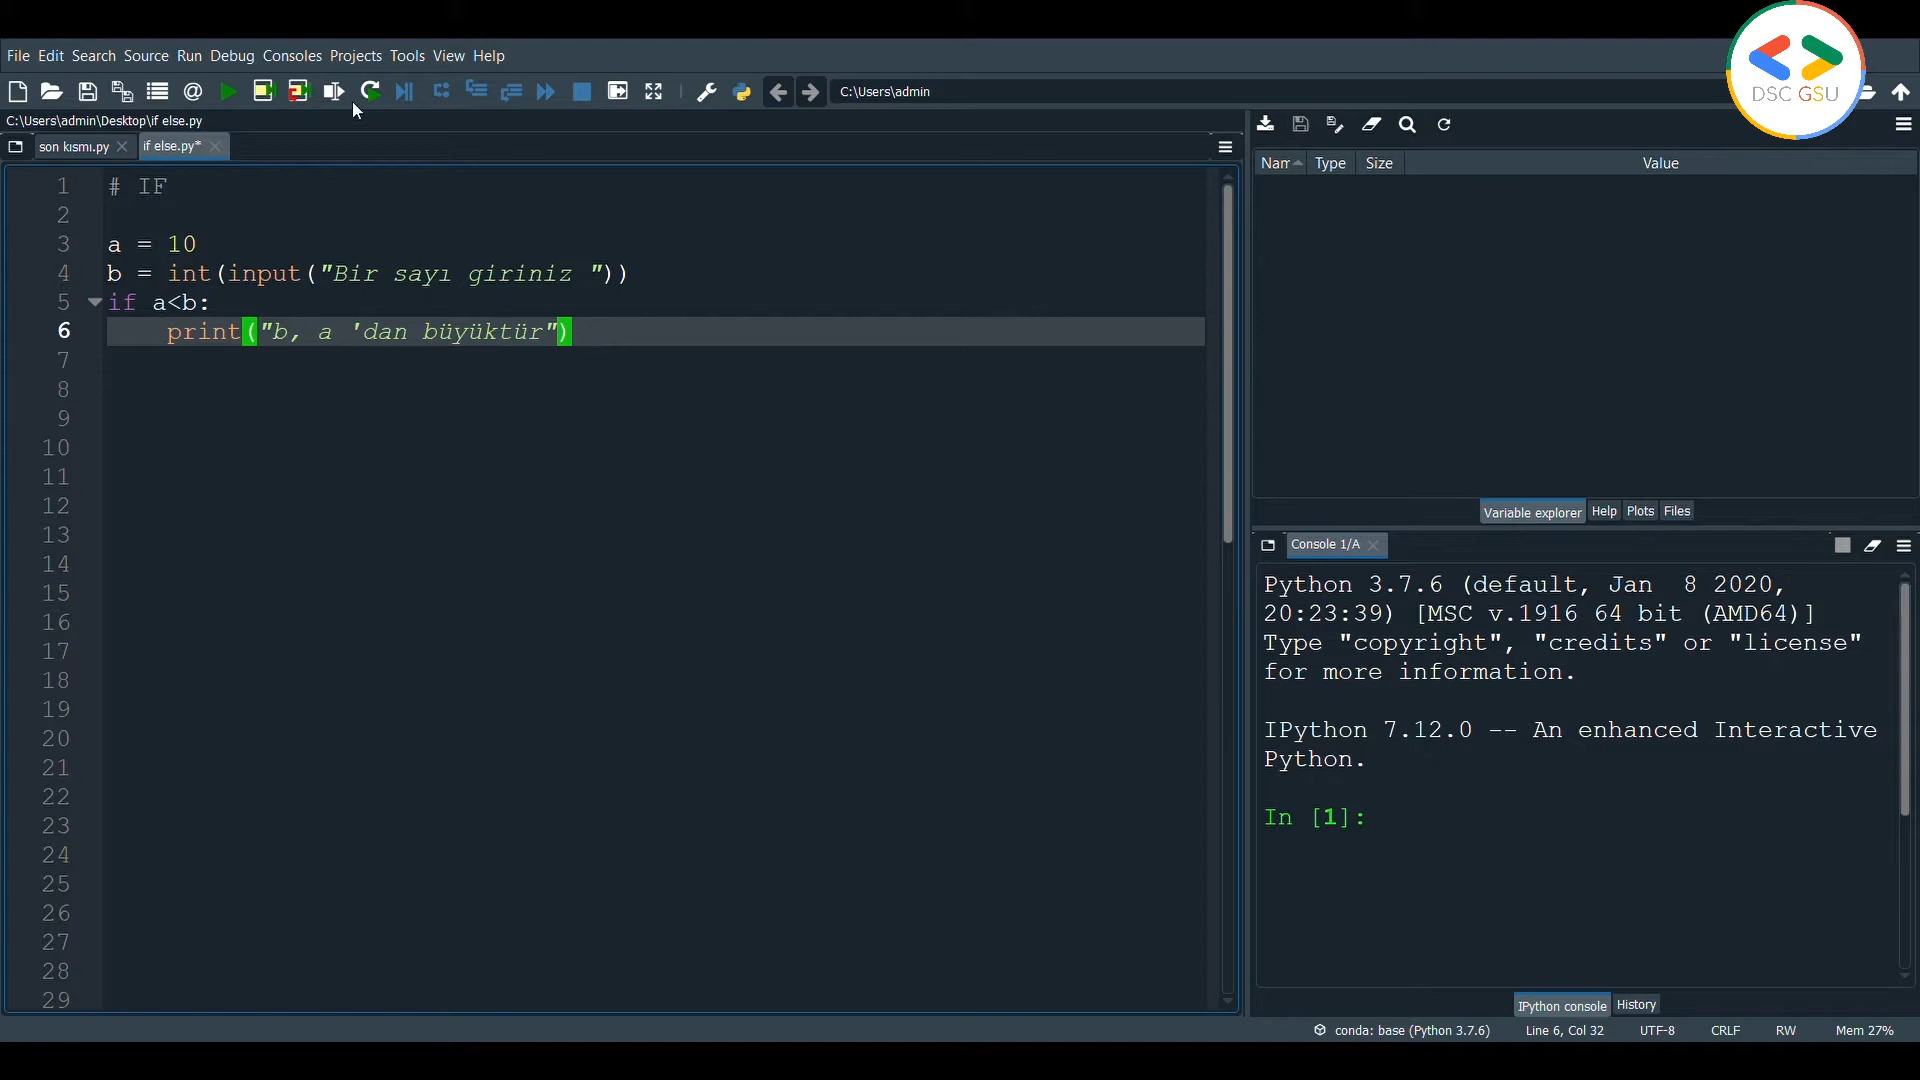 File Edit Search Source Run Debug Consoles Projects Tools View Help
C:\Users\admin
DSC GSU
C:\Users\admin\Desktop\if else.py
son kısmı.py
if else.py*
1 # IF
2
3 a = 10
4 b = int(input("Bir sayı giriniz "))
5 if a<b:
6 print("b, a 'dan büyüktür")
7
8
9
10
11
12
13
14
15
16
17
18
19
20
21
22
23
24
25
26
27
28
29
Nar Type Size Value
Variable explorer Help Plots Files
Console 1/A
Python 3.7.6 (default, Jan 8 2020,
20:23:39) [MSC v.1916 64 bit (AMD64)]
Type "copyright", "credits" or "license"
for more information.
IPython 7.12.0 -- An enhanced Interactive
Python.
In [1]:
IPython console History
conda: base (Python 3.7.6) Line 6, Col 32 UTF-8 CRLF RW Mem 27%